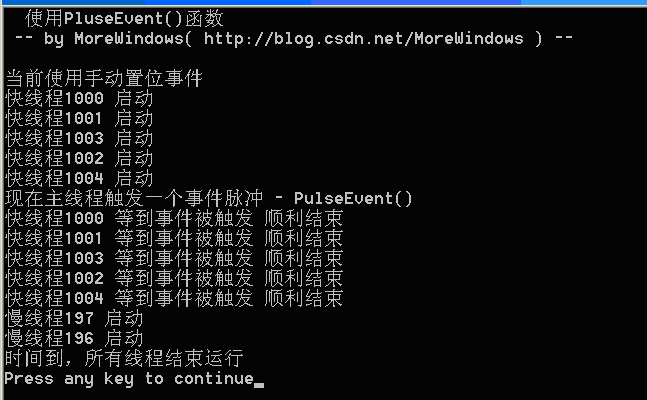 使用PluseEvent()函数
-- by MoreWindows( http://blog.csdn.net/MoreWindows ) --
当前使用手动置位事件
快线程1000 启动
快线程1001 启动
快线程1003 启动
快线程1002 启动
快线程1004 启动
现在主线程触发一个事件脉冲 - PulseEvent()
快线程1000 等到事件被触发 顺利结束
快线程1001 等到事件被触发 顺利结束
快线程1003 等到事件被触发 顺利结束
快线程1002 等到事件被触发 顺利结束
快线程1004 等到事件被触发 顺利结束
慢线程197 启动
慢线程196 启动
时间到，所有线程结束运行
Press any key to continue_